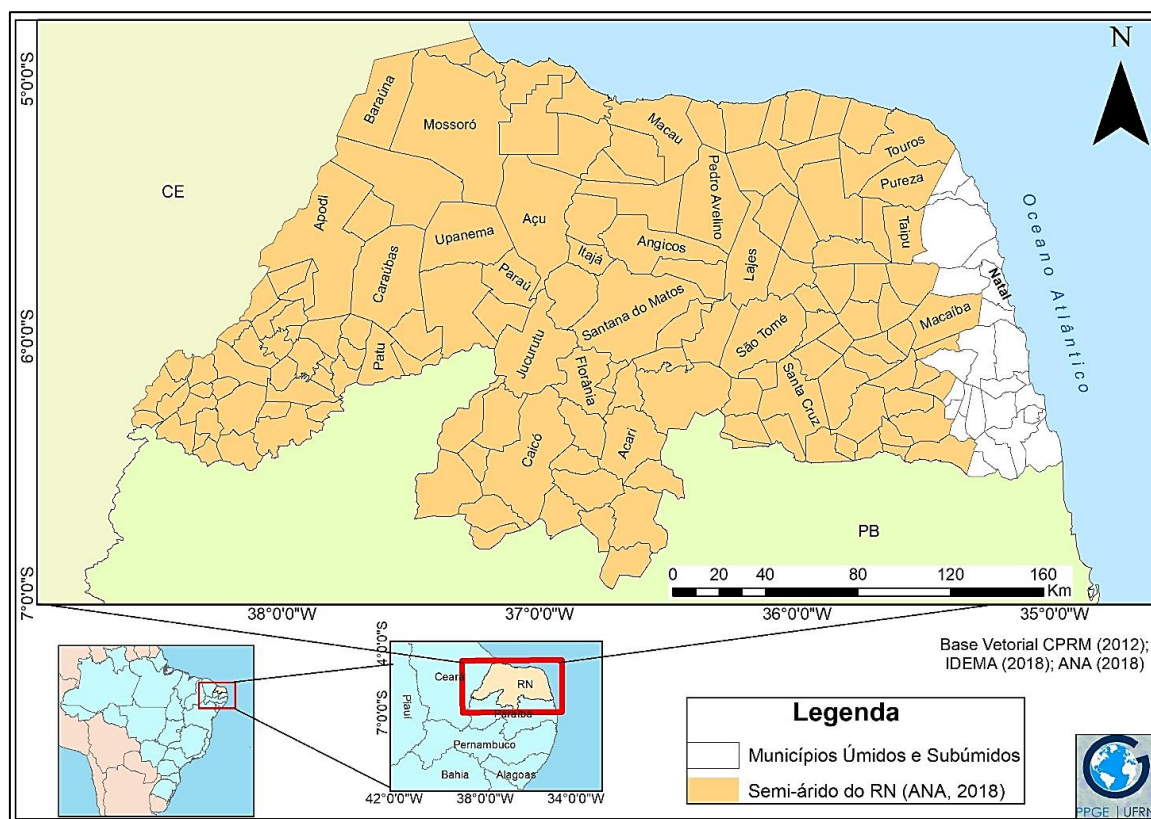 N
5°0'0"S
6°0'0"S
7°0'0"S
CE
PB
Oceano Atlântico
Baraúna
Mossoró
Macau
Touros
Pureza
Apodi
Pedro Avelino
Açu
Taipu
Upanema
Angicos
Itajá
Lajes
Natal
Caraúbas
Paraú
Santana do Matos
Macaíba
São Tomé
Patu
Jucurutu
Florânia
Santa Cruz
Caicó
Acari
0 20 40 80 120 160
Km
38°0'0"W 37°0'0"W 36°0'0"W 35°0'0"W
4°0'0"S
7°0'0"S
Ceara
RN
Piauí
Paraíba
Pernambuco
Bahia
Alagoas
42°0'0"W 38°0'0"W 34°0'0"W
Base Vetorial CPRM (2012);
IDEMA (2018); ANA (2018)
Legenda
Municípios Úmidos e Subúmidos
Semi-árido do RN (ANA, 2018)
PPGE | UFRN